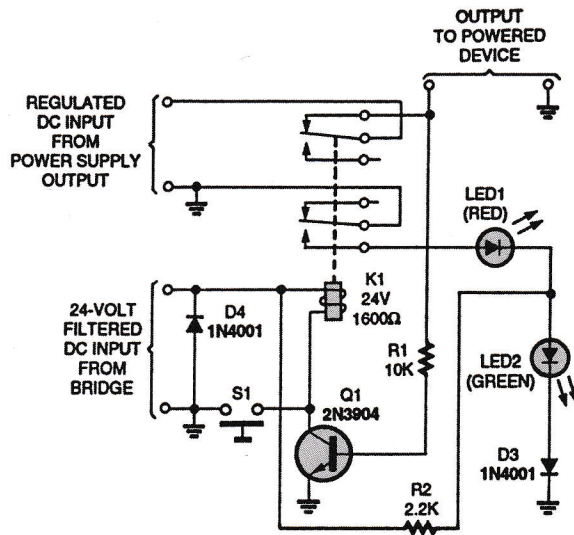 OUTPUT
TO POWERED
DEVICE
REGULATED
DC INPUT
FROM
POWER SUPPLY
OUTPUT
LED1
(RED)
K1
24V
1600Ω
24-VOLT
FILTERED
DC INPUT
FROM
BRIDGE
D4
1N4001
R1
10K
LED2
(GREEN)
S1
Q1
2N3904
D3
1N4001
R2
2.2K